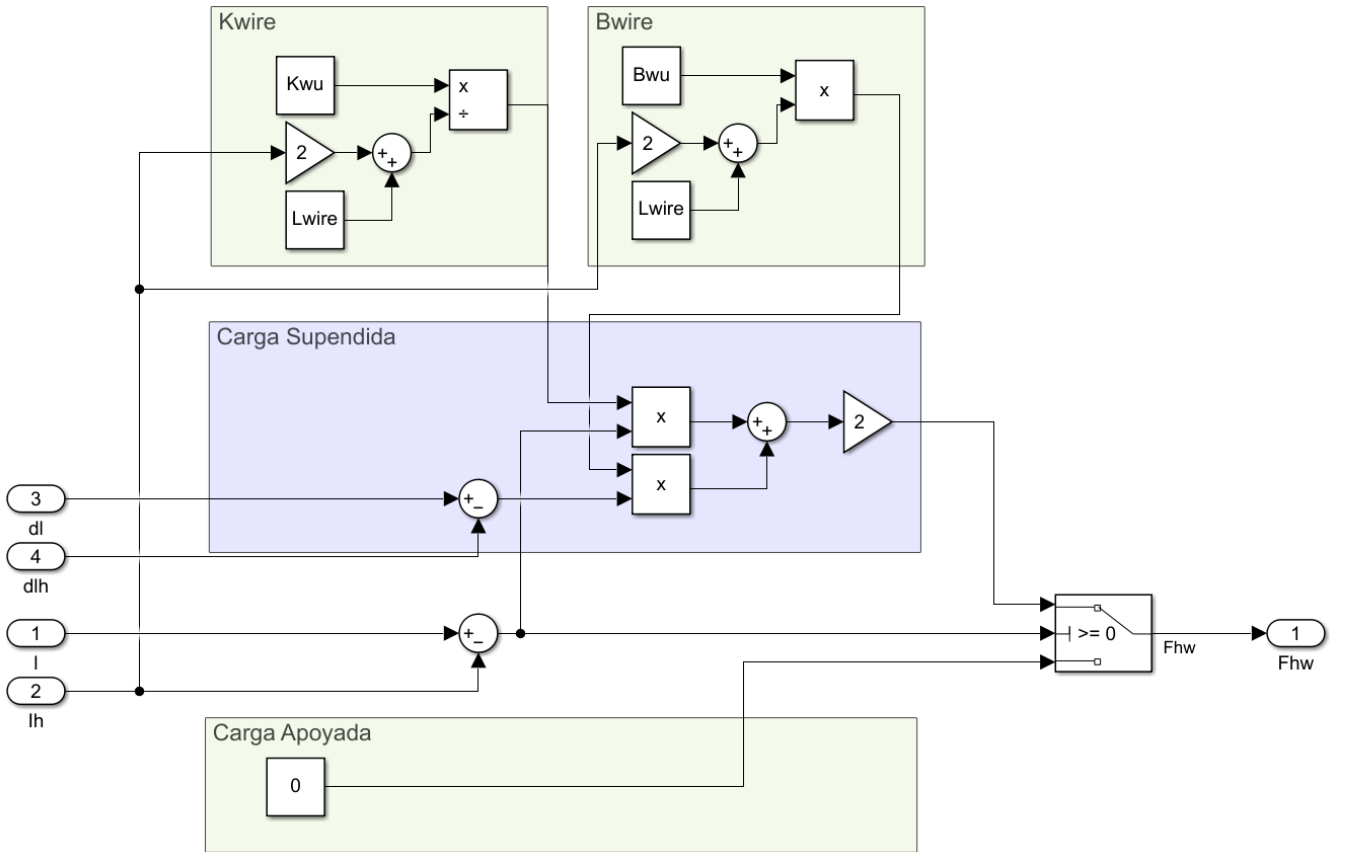 Kwire
Kwu
x
÷
2
+
+
Lwire
Bwire
Bwu
x
2
+
+
Lwire
Carga Supendida
x
x
+
+
2
3
dl
+
−
4
dlh
1
l
+
−
2
lh
>= 0
Fhw
1
Fhw
Carga Apoyada
0